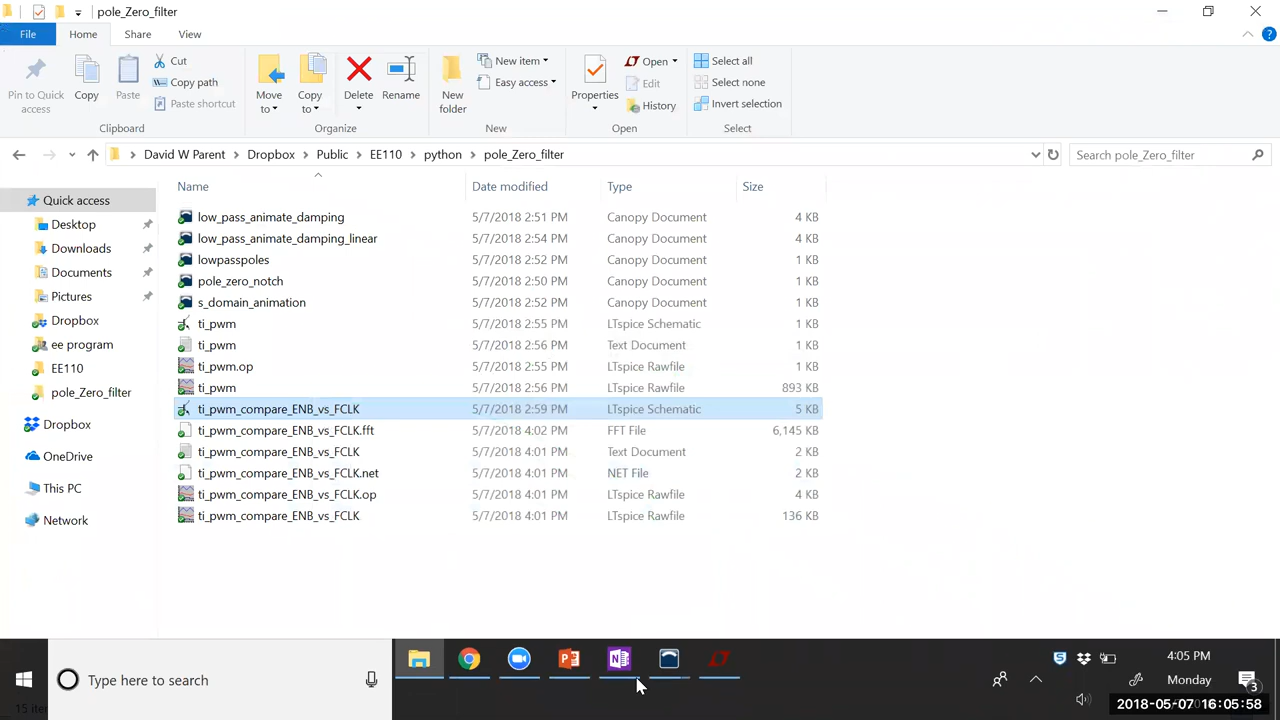 pole_Zero_filter
File Home Share View
Pin to Quick access
Copy
Paste
Cut
Copy path
Paste shortcut
Move to
Copy to
Delete
Rename
New folder
New item
Easy access
Properties
Open
Edit
History
Select all
Select none
Invert selection
Clipboard Organize New Open Select
David W Parent > Dropbox > Public > EE110 > python > pole_Zero_filter
Search pole_Zero_filter
Quick access
Desktop
Downloads
Documents
Pictures
Dropbox
ee program
EE110
pole_Zero_filter
Dropbox
OneDrive
This PC
Network
Name Date modified Type Size
low_pass_animate_damping 5/7/2018 2:51 PM Canopy Document 4 KB
low_pass_animate_damping_linear 5/7/2018 2:54 PM Canopy Document 4 KB
lowpasspoles 5/7/2018 2:52 PM Canopy Document 1 KB
pole_zero_notch 5/7/2018 2:50 PM Canopy Document 1 KB
s_domain_animation 5/7/2018 2:52 PM Canopy Document 1 KB
ti_pwm 5/7/2018 2:55 PM LTspice Schematic 1 KB
ti_pwm 5/7/2018 2:56 PM Text Document 1 KB
ti_pwm.op 5/7/2018 2:55 PM LTspice Rawfile 1 KB
ti_pwm 5/7/2018 2:56 PM LTspice Rawfile 893 KB
ti_pwm_compare_ENB_vs_FCLK 5/7/2018 2:59 PM LTspice Schematic 5 KB
ti_pwm_compare_ENB_vs_FCLK.fft 5/7/2018 4:02 PM FFT File 6,145 KB
ti_pwm_compare_ENB_vs_FCLK 5/7/2018 4:01 PM Text Document 2 KB
ti_pwm_compare_ENB_vs_FCLK.net 5/7/2018 4:01 PM NET File 2 KB
ti_pwm_compare_ENB_vs_FCLK.op 5/7/2018 4:01 PM LTspice Rawfile 4 KB
ti_pwm_compare_ENB_vs_FCLK 5/7/2018 4:01 PM LTspice Rawfile 136 KB
Type here to search
4:05 PM
Monday
3
2018-05-07 16:05:58